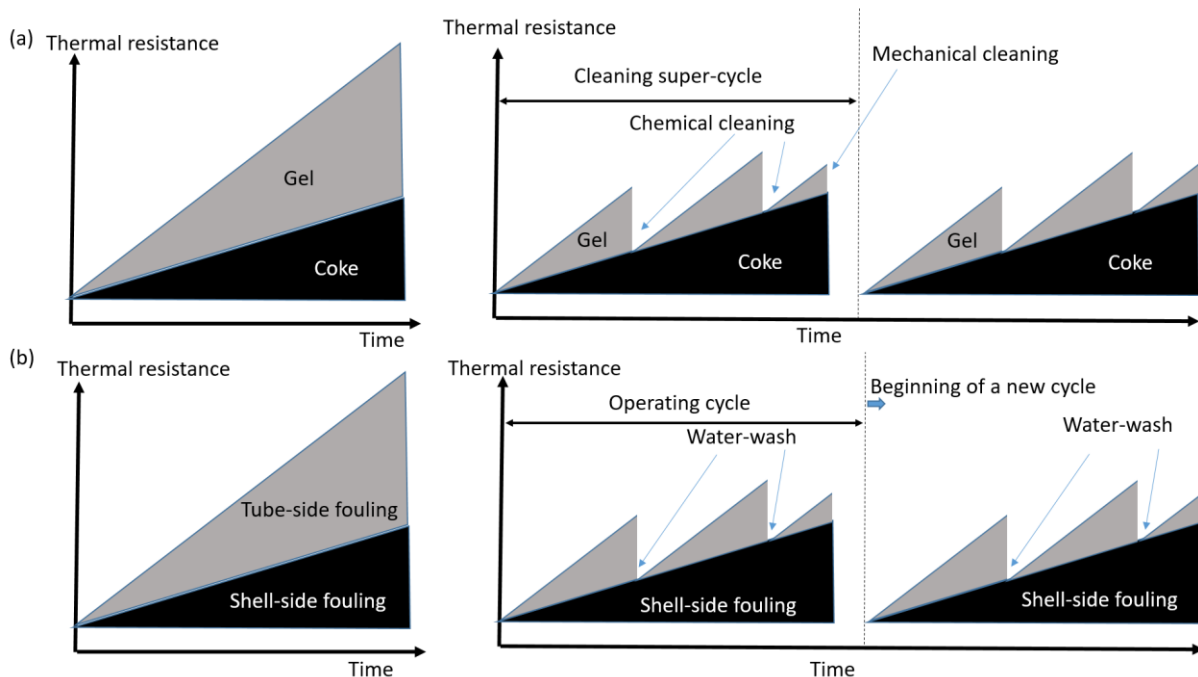 (a)
Thermal resistance
Gel
Coke
Time
Thermal resistance
Mechanical cleaning
Cleaning super-cycle
Chemical cleaning
Gel
Coke
Gel
Coke
Time
(b)
Thermal resistance
Tube-side fouling
Shell-side fouling
Time
Thermal resistance
Beginning of a new cycle
Operating cycle
Water-wash
Water-wash
Shell-side fouling
Shell-side fouling
Time